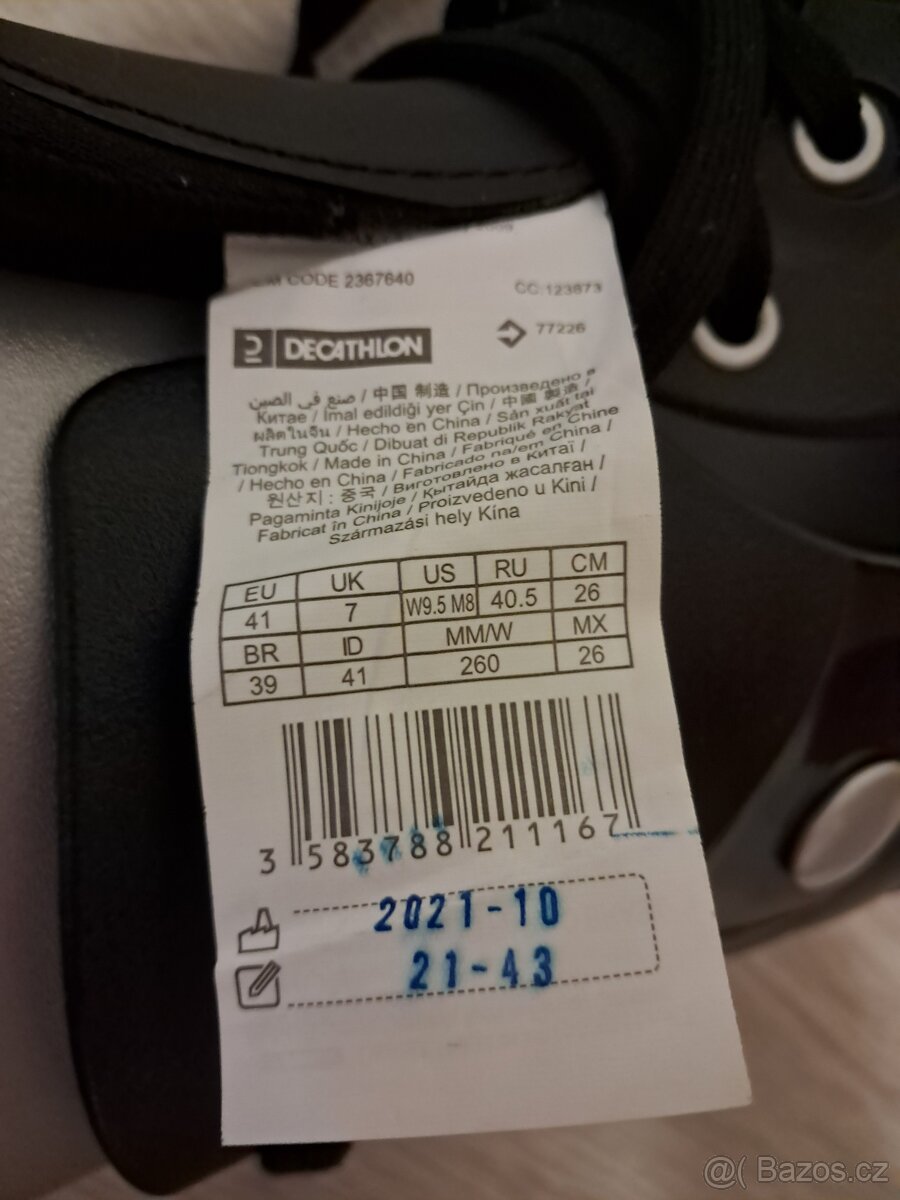 CODE 2367640
CC:123673
DECATHLON
77226
صنع في الصين / 中国 制造 / Произведено в
Китае / İmal edildiği yer Çin / 中國 製造 /
ผลิตในจีน / Hecho en China / Sản xuất tại
Trung Quốc / Dibuat di Republik Rakyat
Tiongkok / Made in China / Fabriqué en Chine
/ Hecho en China / Fabricado na/em China /
원산지 : 중국 / Виготовлено в Китаї /
Pagaminta Kinijoje / Қытайда жасалған /
Fabricat în China / Proizvedeno u Kini /
Származási hely Kína
EU UK US RU CM
41 7 W9.5 M8 40.5 26
BR ID MM/W MX
39 41 260 26
3 583788 211167
2021-10
21-43
@( Bazos.cz